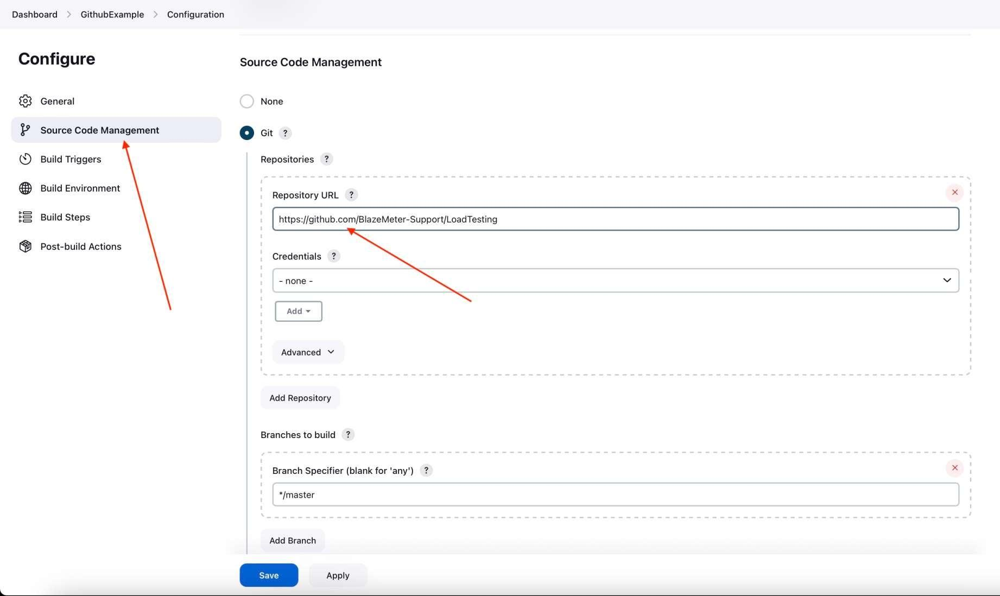 Dashboard > GithubExample > Configuration
Configure
General
Source Code Management
Build Triggers
Build Environment
Build Steps
Post-build Actions
Source Code Management
None
Git ?
Repositories ?
Repository URL ?
https://github.com/BlazeMeter-Support/LoadTesting
Credentials ?
- none -
Add
Advanced
Add Repository
Branches to build ?
Branch Specifier (blank for 'any') ?
*/master
Add Branch
Save Apply